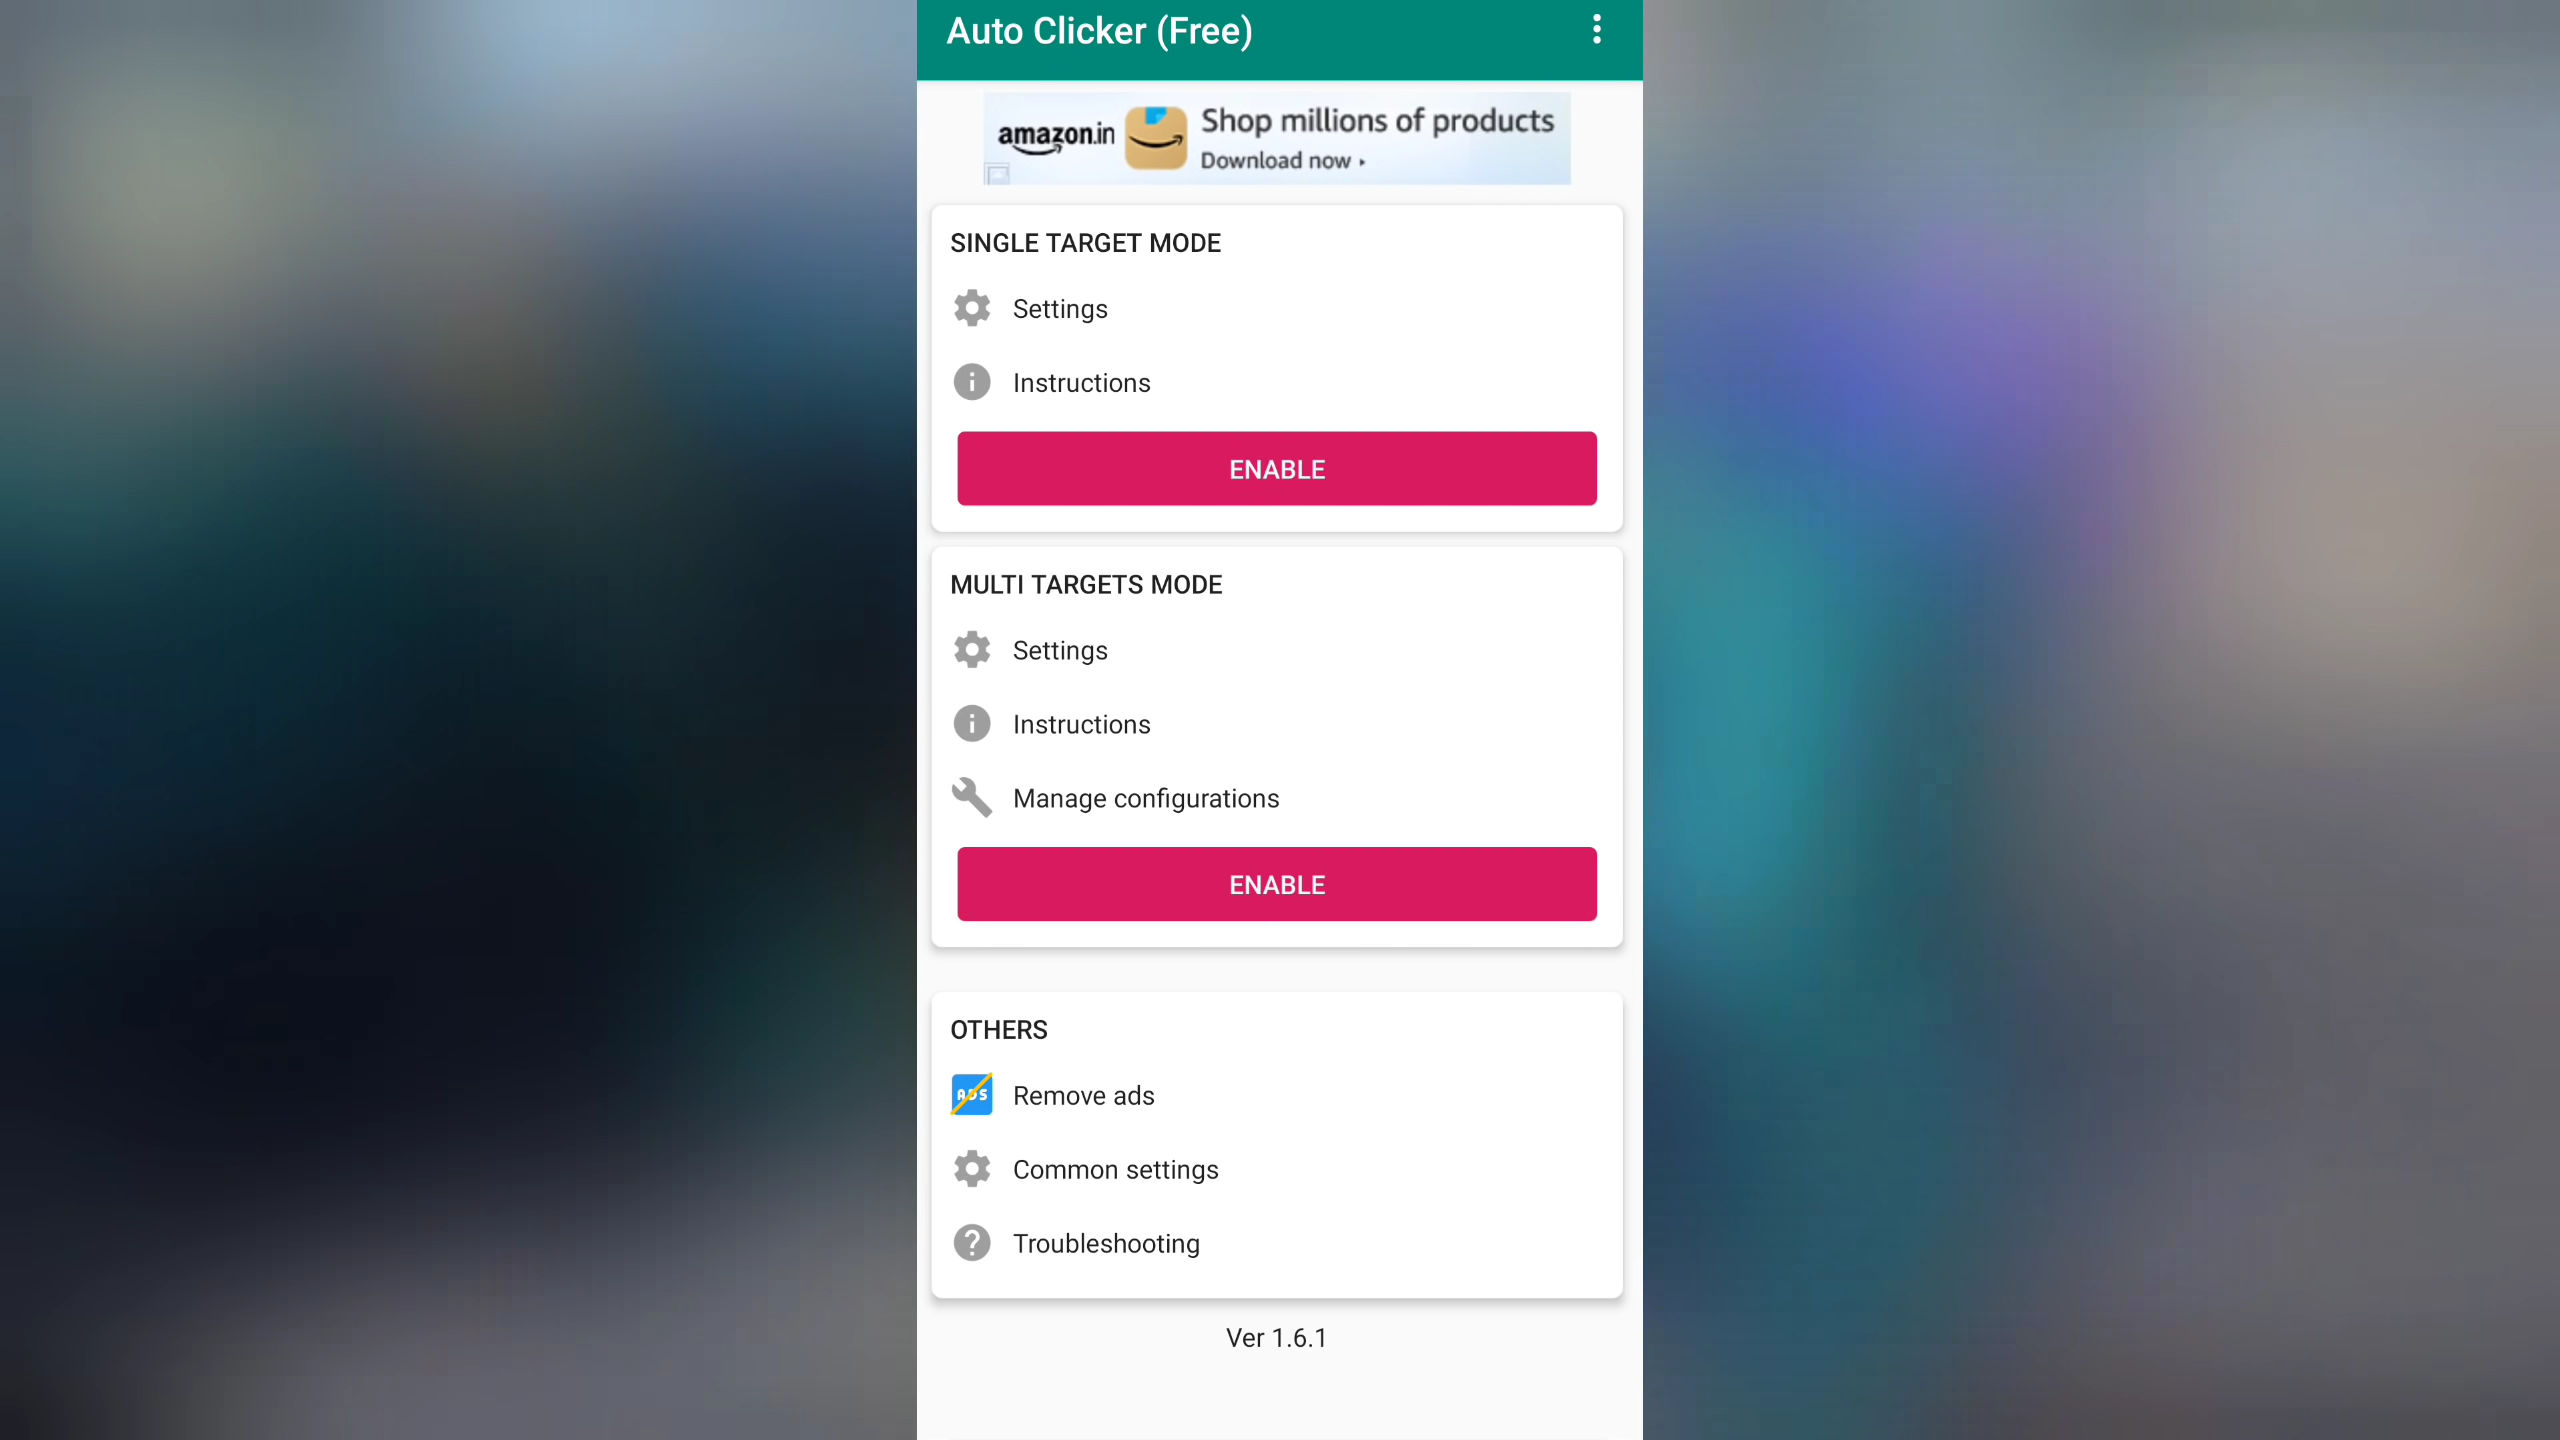 Auto Clicker (Free)
amazon.in
Shop millions of products
Download now
SINGLE TARGET MODE
Settings
Instructions
ENABLE
MULTI TARGETS MODE
Settings
Instructions
Manage configurations
ENABLE
OTHERS
ADS
Remove ads
Common settings
Troubleshooting
Ver 1.6.1